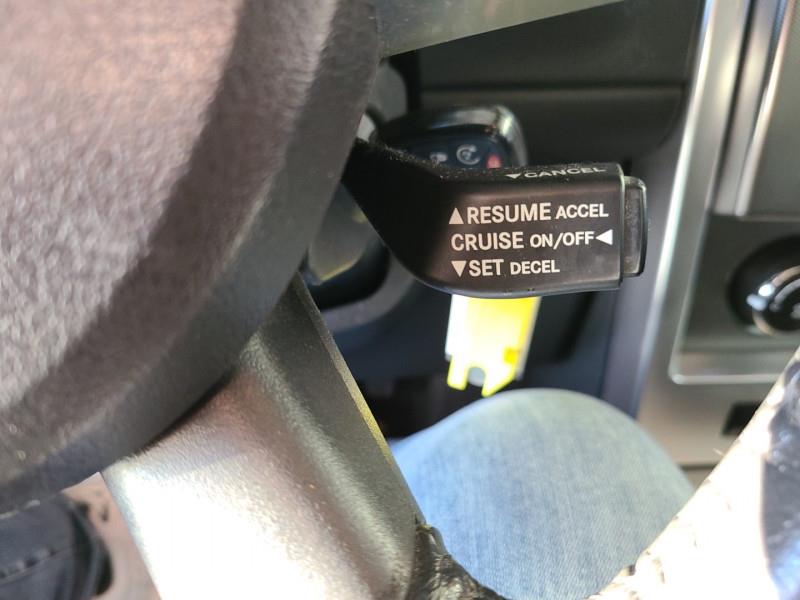 ▼CANCEL
▲RESUME ACCEL
CRUISE ON/OFF◀
▼SET DECEL